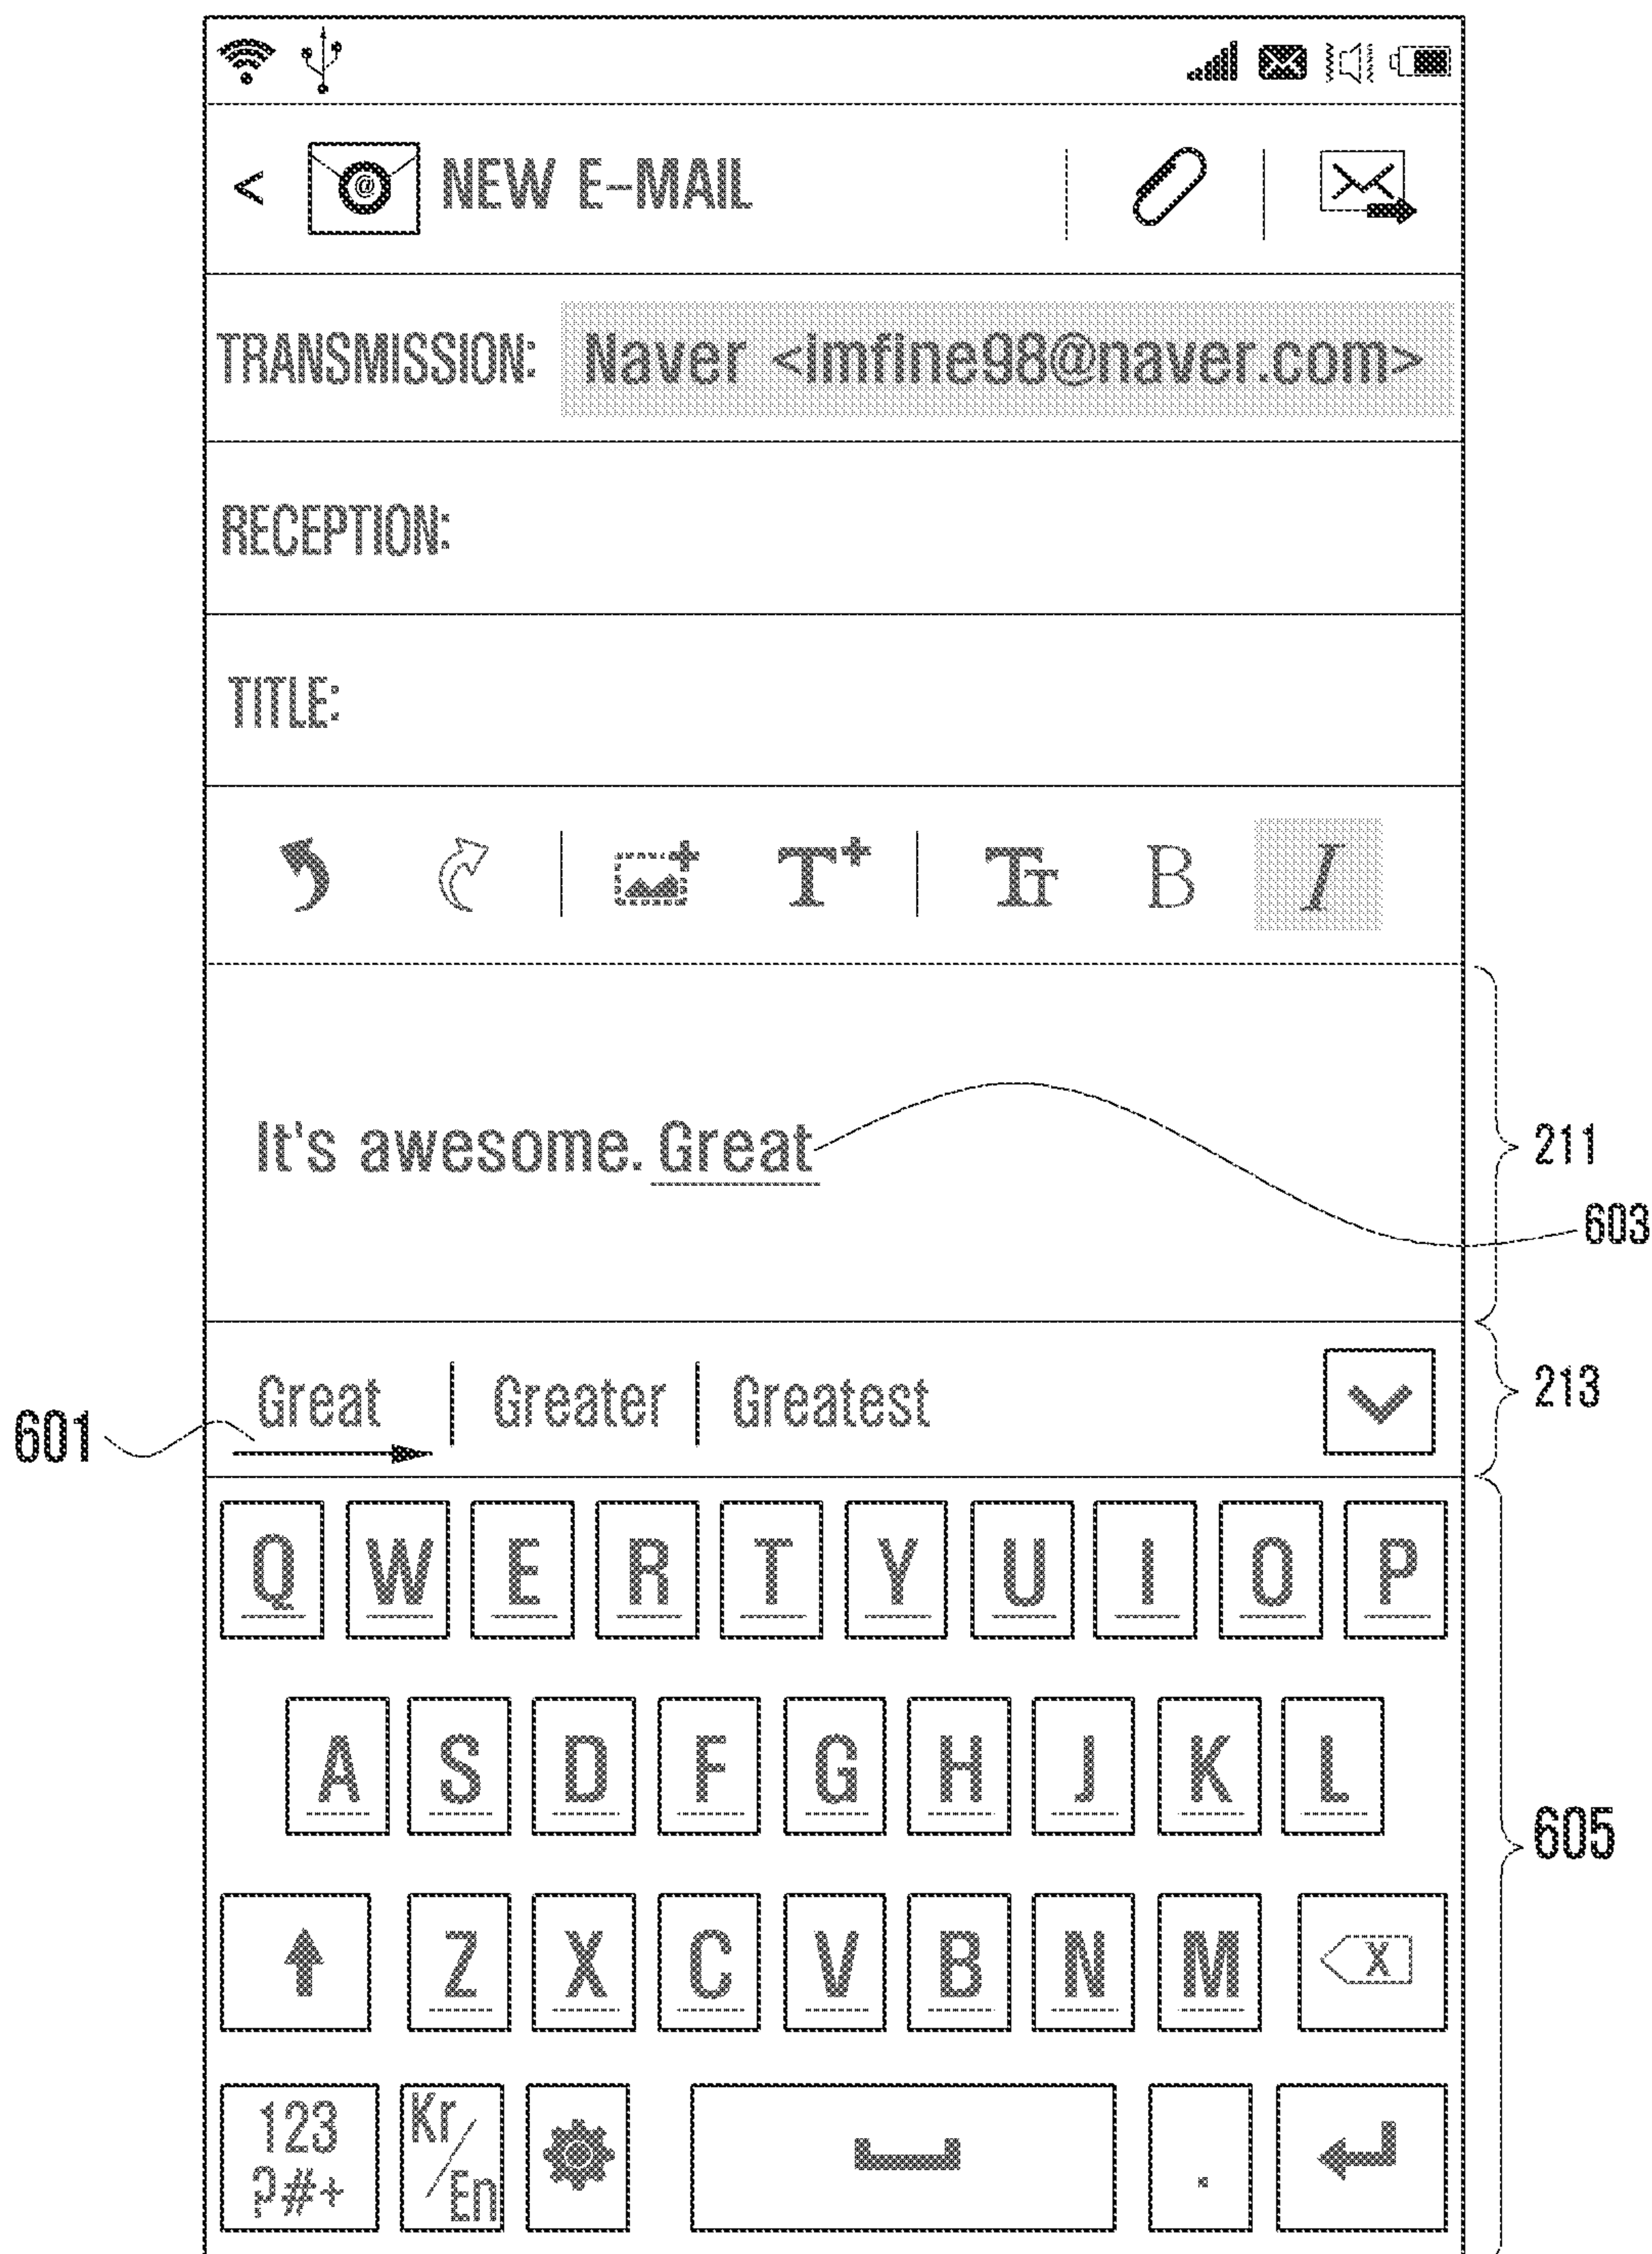 NEW E-MAIL
TRANSMISSION: Naver <imfine98@naver.com>
RECEPTION:
TITLE:
T+ TT B I
It's awesome. Great
211
603
Great | Greater | Greatest
213
601
Q W E R T Y U I O P
A S D F G H J K L
605
Z X C V B N M X
123 Kr/En .
?#+